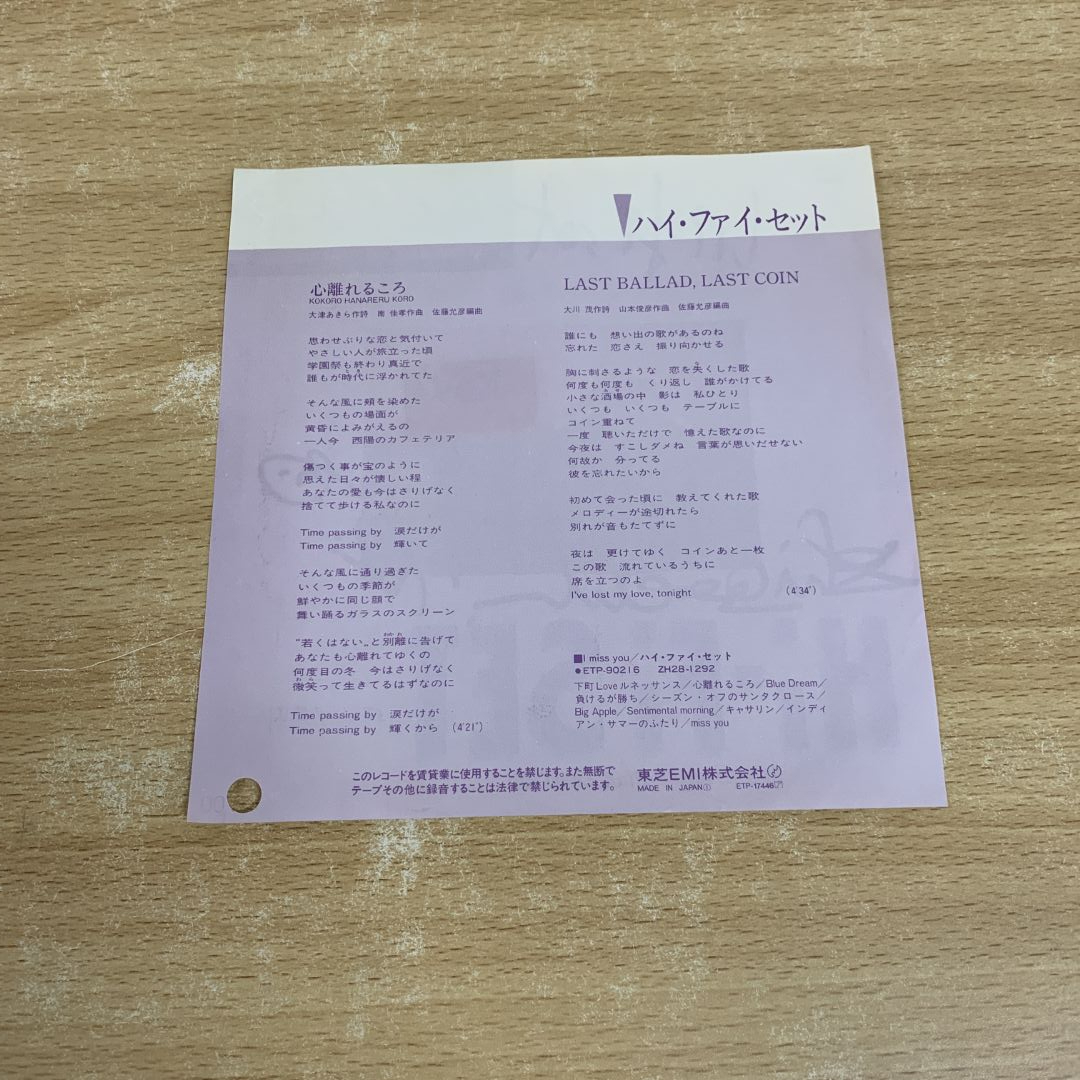 ハイ・ファイ・セット
心離れるころ
KOKORO HANARERU KORO
大津あきら作詩 南 佳孝作曲 佐藤允彦編曲
思わせぶりな恋と気付いて
やさしい人が旅立った頃
学園祭も終わり真近で
誰もが時代に浮かれてた
そんな風に頬を染めた
いくつもの場面が
黄昏によみがえるの
一人今 西陽のカフェテリア
傷つく事が宝のように
思えた日々が懐しい程
あなたの愛も今はさりげなく
捨てて歩ける私なのに
Time passing by 涙だけが
Time passing by 輝いて
そんな風に通り過ぎた
いくつもの季節が
鮮やかに同じ顔で
舞い踊るガラスのスクリーン
"若くはない„と別離に告げて
あなたも心離れてゆくの
何度目の冬 今はさりげなく
微笑って生きてるはずなのに
Time passing by 涙だけが
Time passing by 輝くから (4'21")
LAST BALLAD, LAST COIN
大川 茂作詩 山本俊彦作曲 佐藤允彦編曲
誰にも 想い出の歌があるのね
忘れた 恋さえ 振り向かせる
胸に刺さるような 恋を失くした歌
何度も何度も くり返し 誰がかけてる
小さな酒場の中 影は 私ひとり
いくつも いくつも テーブルに
コイン重ねて
一度 聴いただけで 憶えた歌なのに
今夜は すこしダメね 言葉が思いだせない
何故か 分ってる
彼を忘れたいから
初めて会った頃に 教えてくれた歌
メロディーが途切れたら
別れが音もたてずに
夜は 更けてゆく コインあと一枚
この歌 流れているうちに
席を立つのよ
I've lost my love, tonight (4'34")
■I miss you／ハイ・ファイ・セット
●ETP-90216 ZH28-1292
下町Loveルネッサンス／心離れるころ／Blue Dream／
負けるが勝ち／シーズン・オフのサンタクロース／
Big Apple／Sentimental morning／キャサリン／インディ
アン・サマーのふたり／miss you
このレコードを賃貸業に使用することを禁じます。また無断で
テープその他に録音することは法律で禁じられています。
東芝EMI株式会社
MADE IN JAPAN① ETP-17446